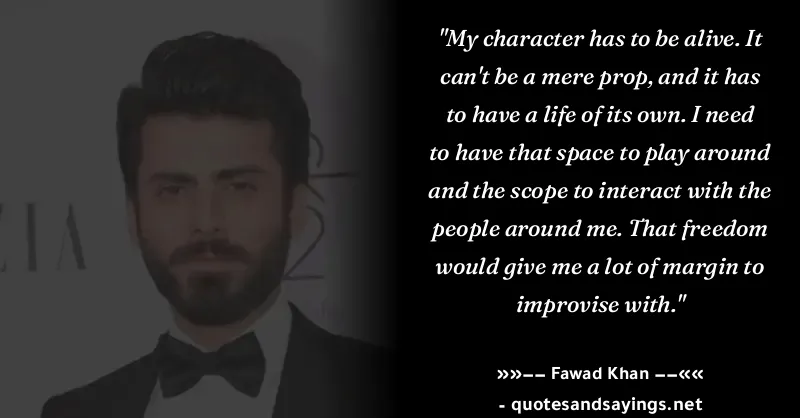 "My character has to be alive. It
can't be a mere prop, and it has
to have a life of its own. I need
to have that space to play around
and the scope to interact with the
people around me. That freedom
would give me a lot of margin to
improvise with."
»»–– Fawad Khan ––««
- quotesandsayings.net
ZIA